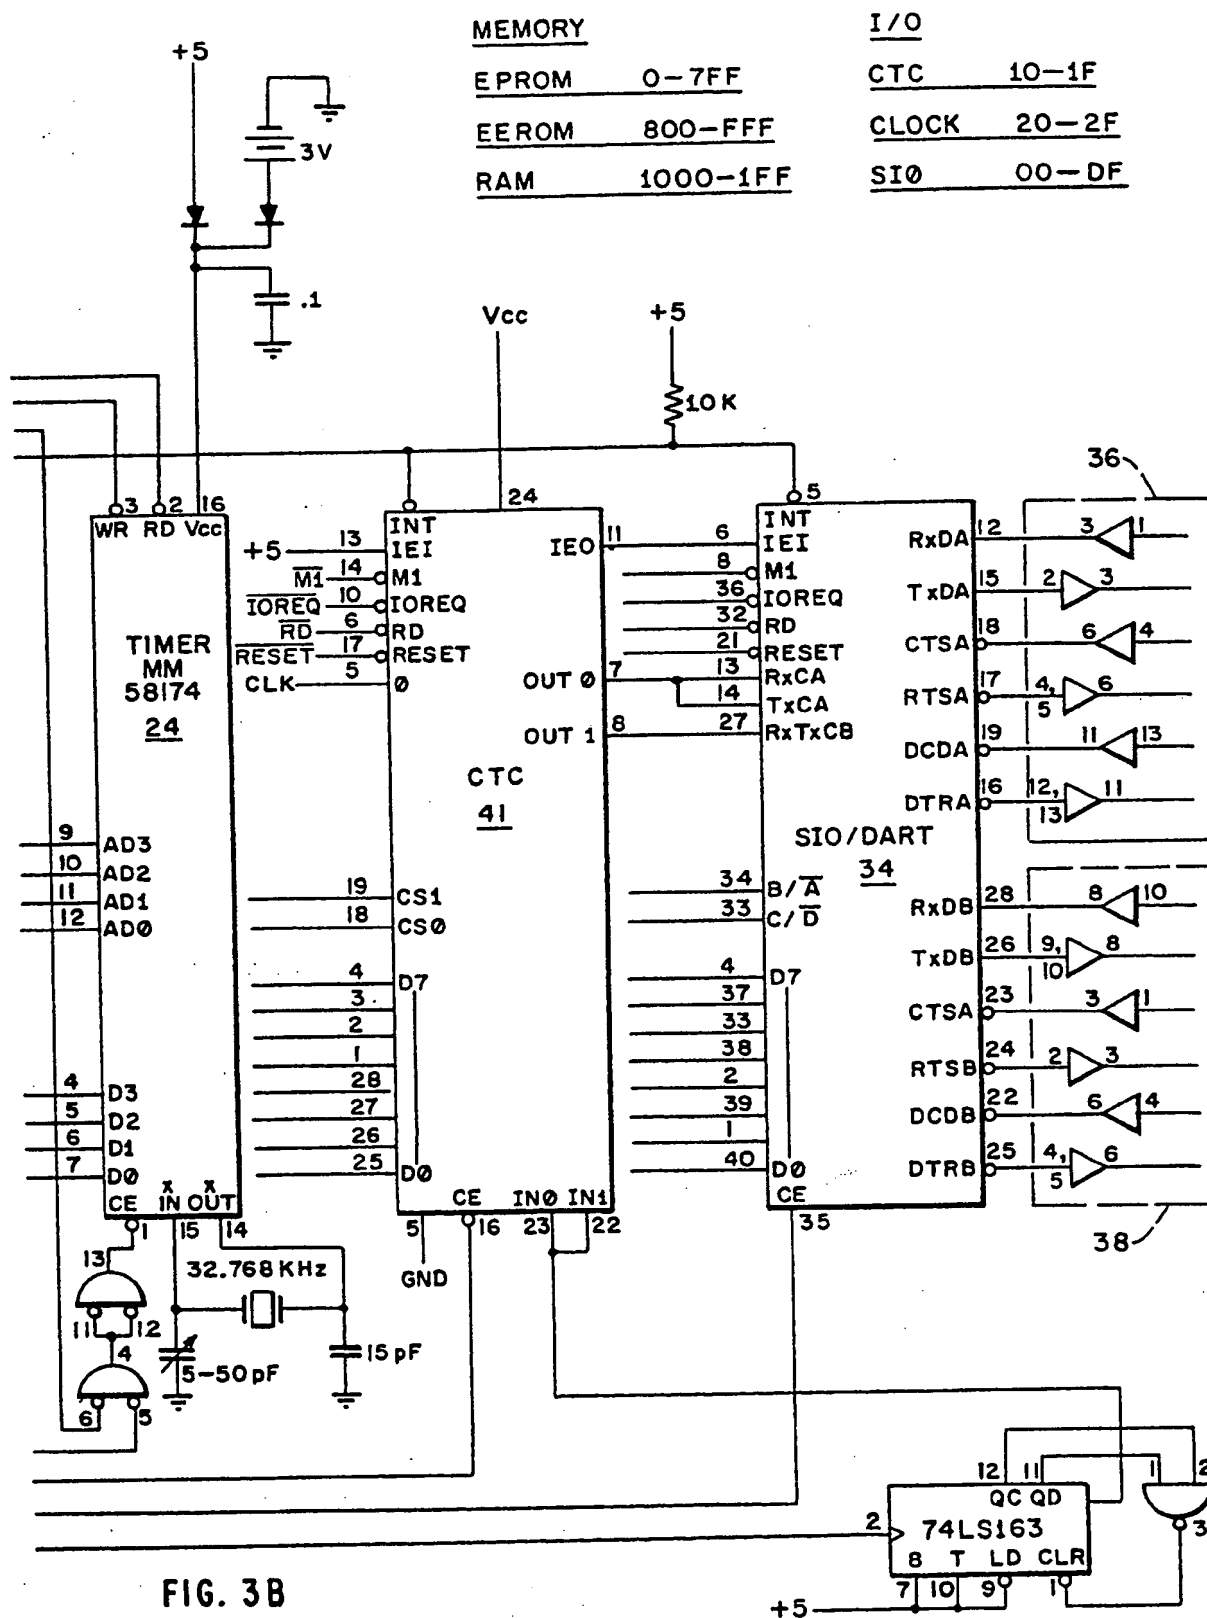 MEMORY I/O
+5
EPROM 0-7FF CTC 10-1F
EEROM 800-FFF CLOCK 20-2F
3V
RAM 1000-1FF SIØ 00-DF
.1
Vcc +5
10K
36
3 2 16 24 5
WR RD Vcc
TIMER
MM
58174
24
9 AD3
10 AD2
11 AD1
12 AD0
4 D3
5 D2
6 D1
7 D0
CE X IN X OUT
1 15 14
INT
+5 13 IEI
M1 14 M1
IOREQ 10 IOREQ
RD 6 RD
RESET 17 RESET
CLK 5 Ø
IEO 11
OUT Ø 7
OUT 1 8
CTC
41
19 CS1
18 CSØ
4 D7
3
2
1
28
27
26
25 DØ
CE INØ IN1
5 16 23 22
GND
INT
6 IEI
8 M1
36 IOREQ
32 RD
21 RESET
13 RxCA
14 TxCA
27 RxTxCB
SIO/DART
34
34 B/A
33 C/D
4 D7
37
33
38
2
39
1
40 DØ
CE
35
RxDA 12 3 1
TxDA 15 2 3
CTSA 18 6 4
RTSA 17 4, 5 6
DCDA 19 11 13
DTRA 16 12, 13 11
RxDB 28 8 10
TxDB 26 9, 10 8
CTSA 23 3 1
RTSB 24 2 3
DCDB 22 6 4
DTRB 25 4, 5 6
38
13
11 12
4
6 5
32.768 KHz
5-50pF
15pF
12 11 1 2
QC QD
2 74LS163 3
8 T LD CLR
7 10 9 1
+5
FIG. 3B